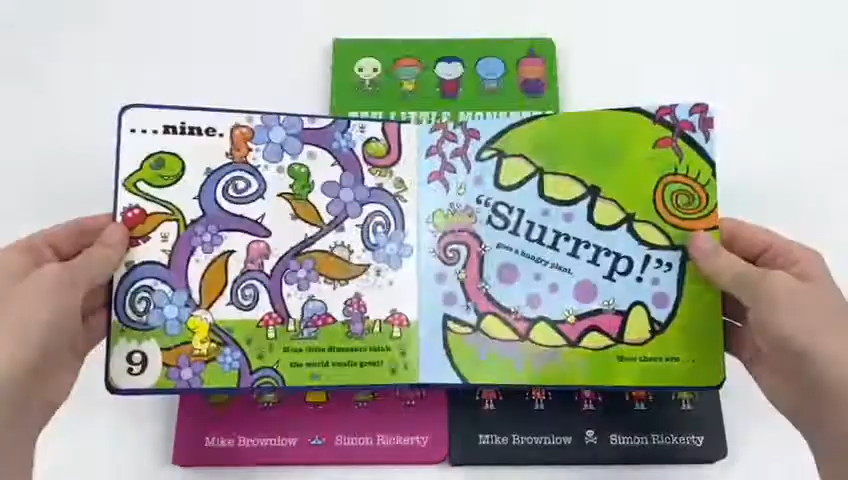 TEN LITTLE MONSTERS
...nine.
9
Nine little dinosaurs think
the world smells great!
"Slurrrp!"
goes a hungry plant.
Now there are ...
Mike Brownlow
Simon Rickerty
Mike Brownlow
Simon Rickerty